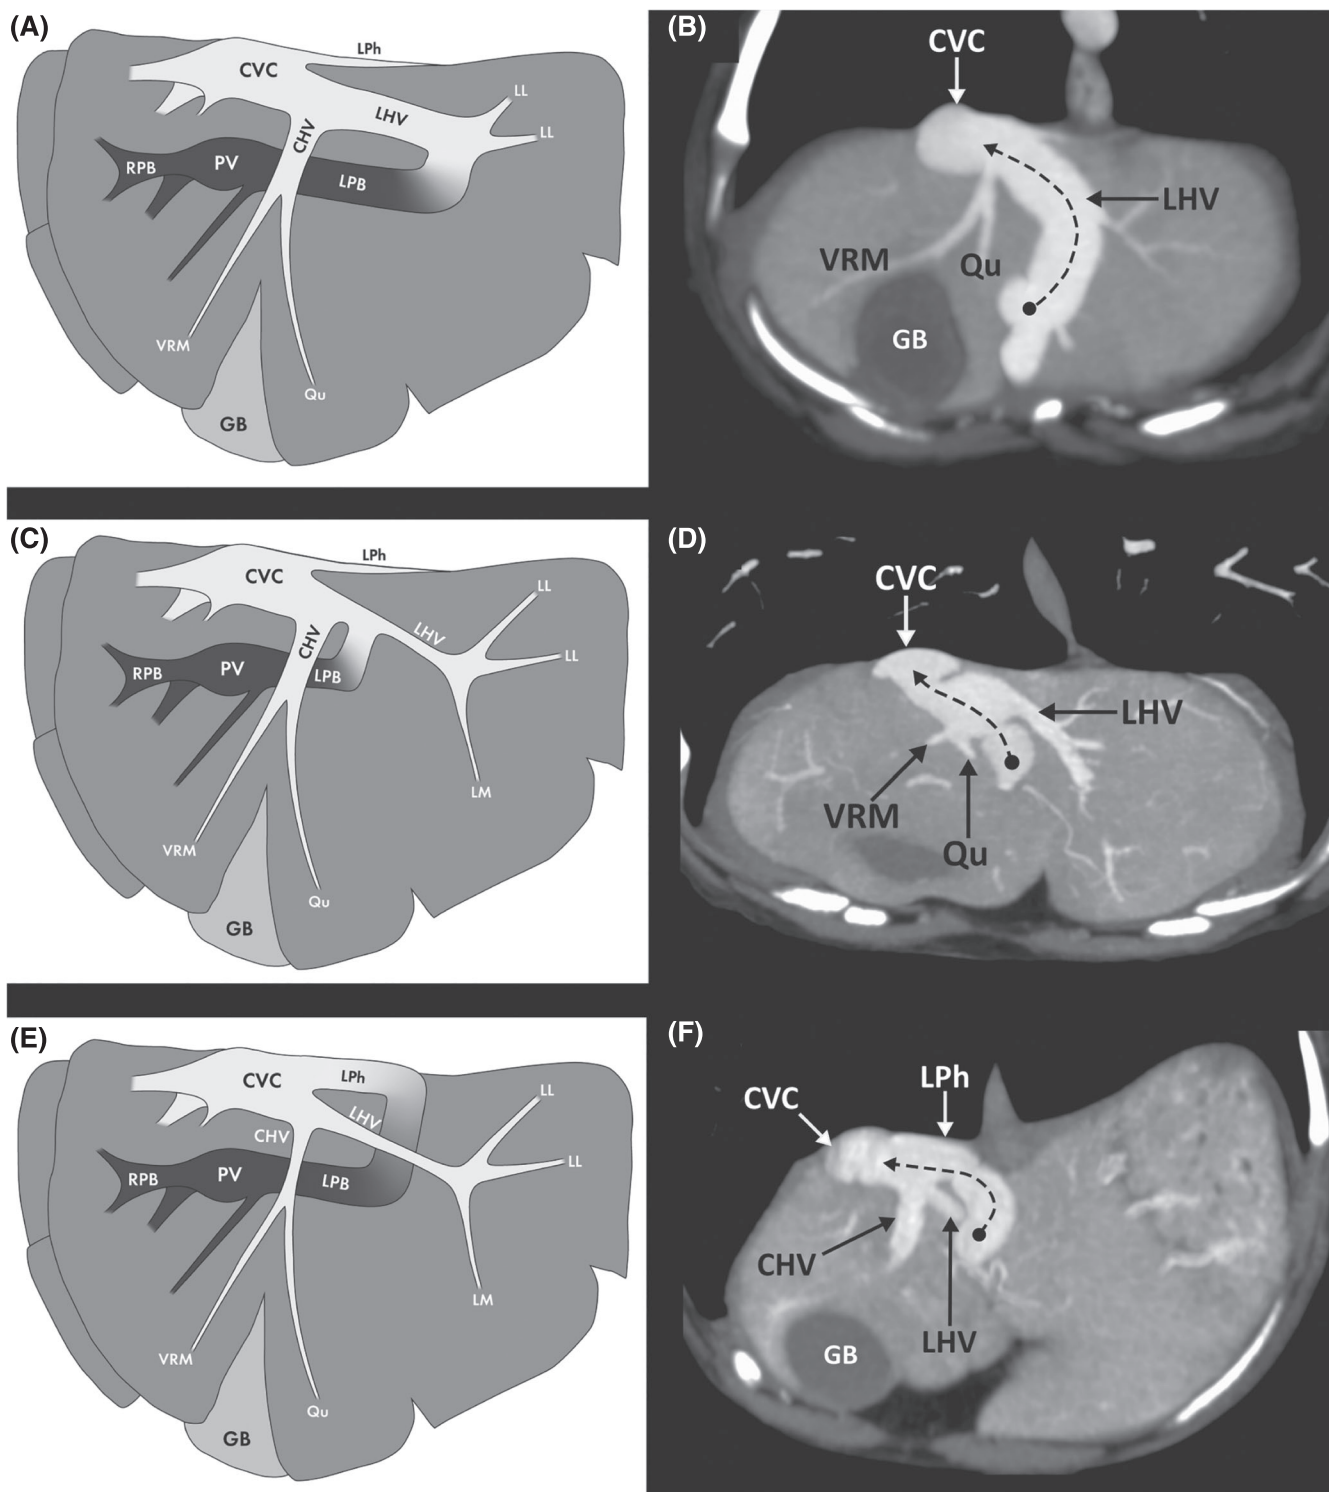 (A)
LPh
CVC
LL
LHV
CHV
LL
PV
RPB
LPB
VRM
Qu
GB
(B)
CVC
LHV
VRM
Qu
GB
(C)
LPh
CVC
LL
LHV
CHV
LL
PV
RPB
LPB
LM
VRM
Qu
GB
(D)
CVC
LHV
VRM
Qu
(E)
LPh
CVC
LL
LHV
CHV
LL
PV
RPB
LPB
LM
VRM
Qu
GB
(F)
LPh
CVC
CHV
LHV
GB